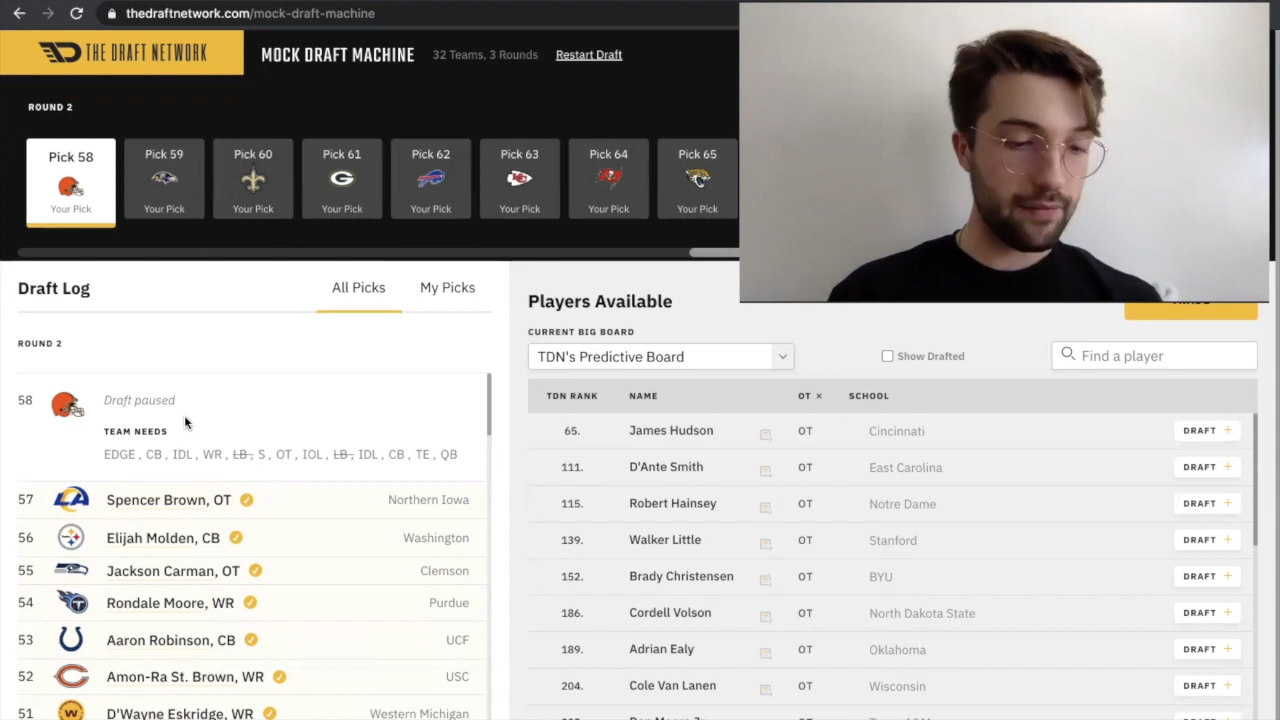 thedraftnetwork.com/mock-draft-machine
THE DRAFT NETWORK
MOCK DRAFT MACHINE
32 Teams, 3 Rounds
Restart Draft
ROUND 2
Pick 58
Your Pick
Pick 59
Your Pick
Pick 60
Your Pick
Pick 61
Your Pick
Pick 62
Your Pick
Pick 63
Your Pick
Pick 64
Your Pick
Pick 65
Your Pick
Draft Log
All Picks
My Picks
ROUND 2
58 Draft paused
TEAM NEEDS
EDGE, CB, IDL, WR, LB, S, OT, IOL, LB, IDL, CB, TE, QB
57 Spencer Brown, OT Northern Iowa
56 Elijah Molden, CB Washington
55 Jackson Carman, OT Clemson
54 Rondale Moore, WR Purdue
53 Aaron Robinson, CB UCF
52 Amon-Ra St. Brown, WR USC
51 D'Wayne Eskridge, WR Western Michigan
Players Available
CURRENT BIG BOARD
TDN's Predictive Board
Show Drafted
Find a player
TDN RANK NAME OT × SCHOOL
65. James Hudson OT Cincinnati DRAFT +
111. D'Ante Smith OT East Carolina DRAFT +
115. Robert Hainsey OT Notre Dame DRAFT +
139. Walker Little OT Stanford DRAFT +
152. Brady Christensen OT BYU DRAFT +
186. Cordell Volson OT North Dakota State DRAFT +
189. Adrian Ealy OT Oklahoma DRAFT +
204. Cole Van Lanen OT Wisconsin DRAFT +